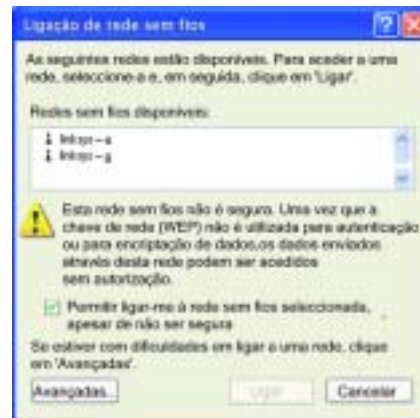 Ligação de rede sem fios
As seguintes redes estão disponíveis. Para aceder a uma
rede, seleccione-a e, em seguida, clique em 'Ligar'.
Redes sem fios disponíveis:
linksys-a
linksys-g
Esta rede sem fios não é segura. Uma vez que a
chave de rede (WEP) não é utilizada para autenticação
ou para encriptação de dados,os dados enviados
através desta rede podem ser acedidos
sem autorização.
Permitir ligar-me à rede sem fios seleccionada,
apesar de não ser segura
Se estiver com dificuldades em ligar a uma rede, clique
em 'Avançadas'.
Avançadas... Ligar Cancelar